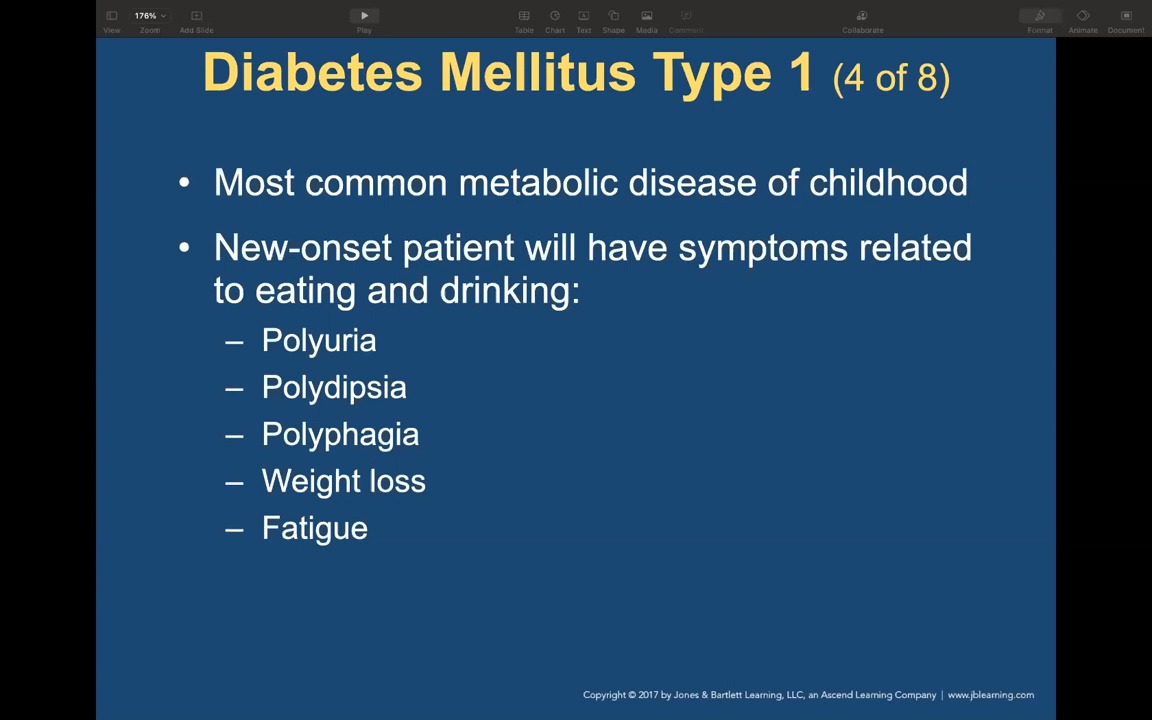 176%
View Zoom Add Slide Play Table Chart Text Shape Media Comment Collaborate Format Animate Document
Diabetes Mellitus Type 1 (4 of 8)
• Most common metabolic disease of childhood
• New-onset patient will have symptoms related
to eating and drinking:
– Polyuria
– Polydipsia
– Polyphagia
– Weight loss
– Fatigue
Copyright © 2017 by Jones & Bartlett Learning, LLC, an Ascend Learning Company | www.jblearning.com